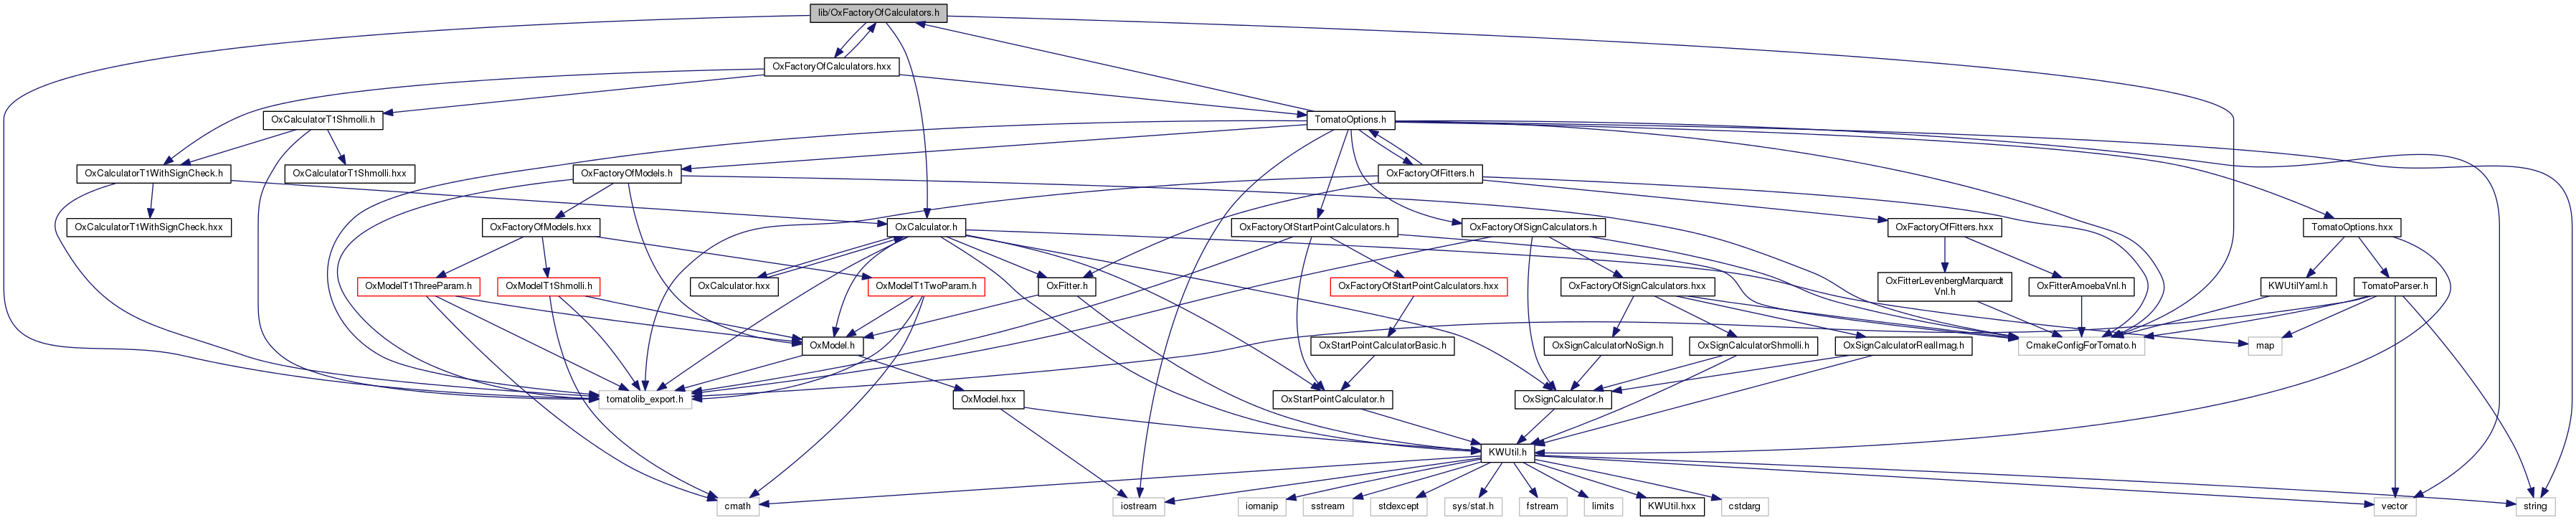 lib/OxFactoryOfCalculators.h
OxFactoryOfCalculators.hxx
OxCalculatorT1Shmolli.h
TomatoOptions.h
OxCalculatorT1WithSignCheck.h
OxCalculatorT1Shmolli.hxx
OxFactoryOfModels.h
OxFactoryOfFitters.h
OxCalculatorT1WithSignCheck.hxx
OxFactoryOfModels.hxx
OxCalculator.h
OxFactoryOfStartPointCalculators.h
OxFactoryOfSignCalculators.h
OxFactoryOfFitters.hxx
TomatoOptions.hxx
OxModelT1ThreeParam.h
OxModelT1Shmolli.h
OxCalculator.hxx
OxModelT1TwoParam.h
OxFitter.h
OxFactoryOfStartPointCalculators.hxx
OxFactoryOfSignCalculators.hxx
OxFitterLevenbergMarquardt
Vnl.h
OxFitterAmoebaVnl.h
KWUtilYaml.h
TomatoParser.h
OxModel.h
OxStartPointCalculatorBasic.h
OxSignCalculatorNoSign.h
OxSignCalculatorShmolli.h
OxSignCalculatorRealImag.h
CmakeConfigForTomato.h
map
tomatolib_export.h
OxModel.hxx
OxStartPointCalculator.h
OxSignCalculator.h
KWUtil.h
cmath
iostream
iomanip
sstream
stdexcept
sys/stat.h
fstream
limits
KWUtil.hxx
cstdarg
vector
string